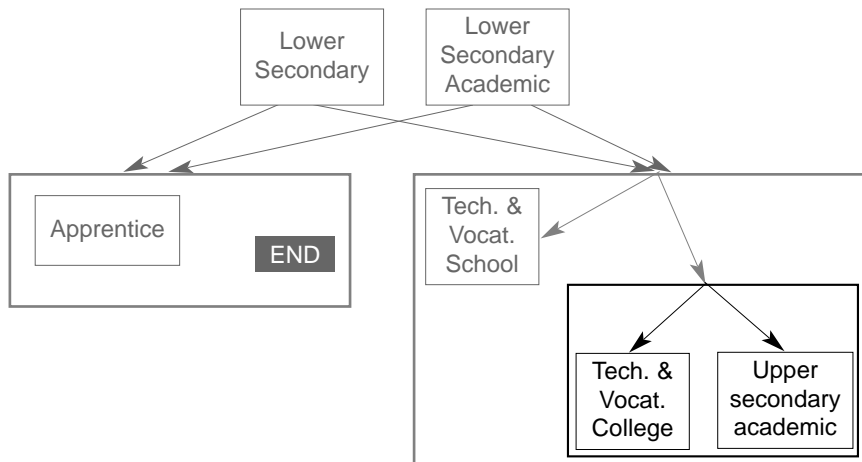 Lower
Secondary
Lower
Secondary
Academic
Apprentice
END
Tech. &
Vocat.
School
Tech. &
Vocat.
College
Upper
secondary
academic